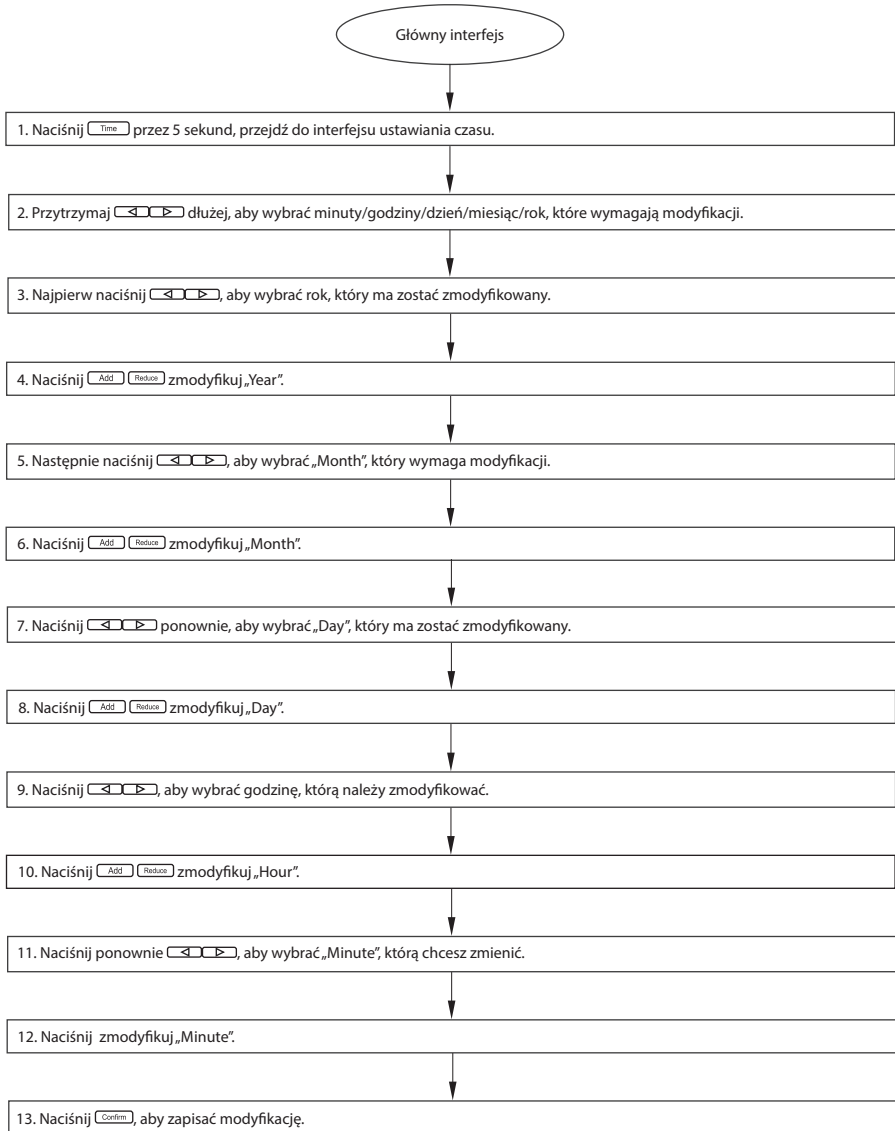 Główny interfejs
1. Naciśnij Time przez 5 sekund, przejdź do interfejsu ustawiania czasu.
2. Przytrzymaj dłużej, aby wybrać minuty/godziny/dzień/miesiąc/rok, które wymagają modyfikacji.
3. Najpierw naciśnij , aby wybrać rok, który ma zostać zmodyfikowany.
4. Naciśnij Add Reduce zmodyfikuj „Year”.
5. Następnie naciśnij , aby wybrać „Month”, który wymaga modyfikacji.
6. Naciśnij Add Reduce zmodyfikuj „Month”.
7. Naciśnij ponownie, aby wybrać „Day”, który ma zostać zmodyfikowany.
8. Naciśnij Add Reduce zmodyfikuj „Day”.
9. Naciśnij , aby wybrać godzinę, którą należy zmodyfikować.
10. Naciśnij Add Reduce zmodyfikuj „Hour”.
11. Naciśnij ponownie , aby wybrać „Minute”, którą chcesz zmienić.
12. Naciśnij zmodyfikuj „Minute”.
13. Naciśnij Confirm, aby zapisać modyfikację.